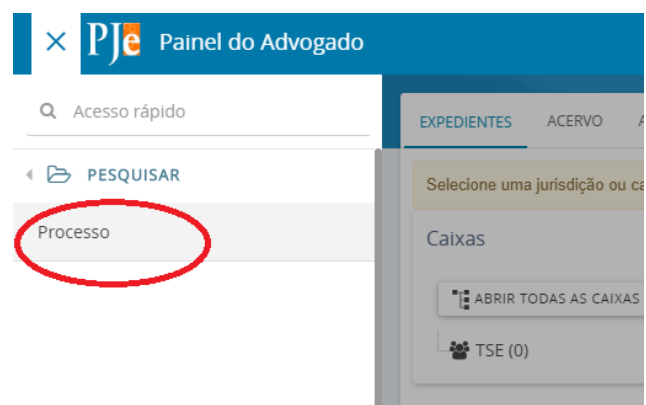 PJe Painel do Advogado
Acesso rápido
PESQUISAR
Processo
EXPEDIENTES ACERVO A
Selecione uma jurisdição ou ca
Caixas
ABRIR TODAS AS CAIXAS
TSE (0)